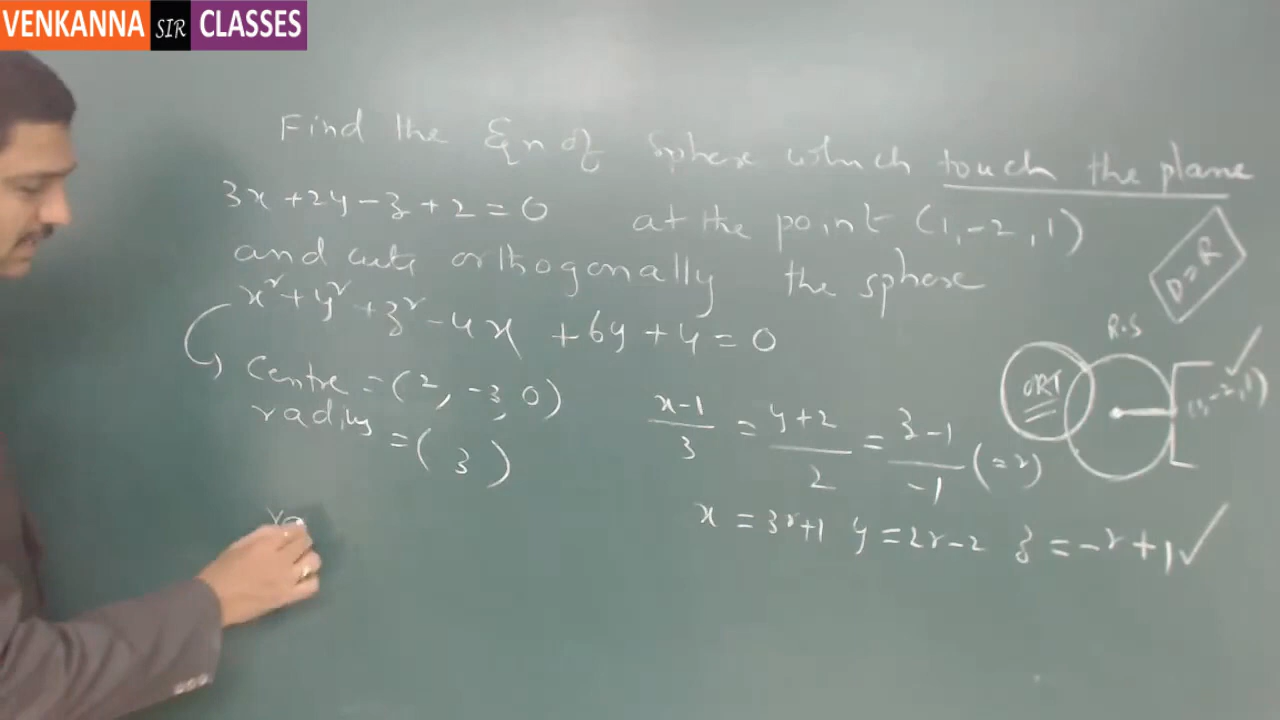 VENKANNA SIR CLASSES
Find the Eqn of Sphere which touch the plane
3x + 2y - z + 2 = 0 at the point (1, -2, 1)
and cuts orthogonally the sphere
x² + y² + z² - 4x + 6y + 4 = 0
Centre = (2, -3, 0)
radius = (3)
x-1/3 = y+2/2 = z-1/-1 (= r)
x = 3r+1 y = 2r-2 z = -r+1 ✓
D = R
R.S
ORT
(1, -2, 1) ✓